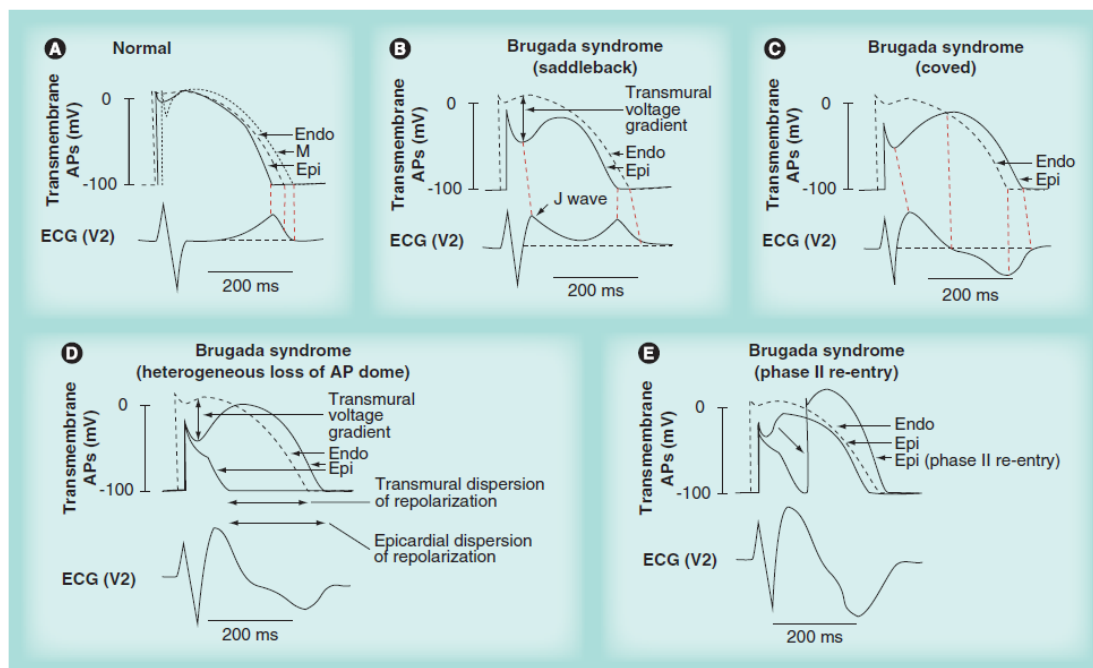 A
Normal
Transmembrane
APs (mV)
0
-100
Endo
M
Epi
ECG (V2)
200 ms
B
Brugada syndrome
(saddleback)
Transmembrane
APs (mV)
0
-100
Transmural
voltage
gradient
Endo
Epi
J wave
ECG (V2)
200 ms
C
Brugada syndrome
(coved)
Transmembrane
APs (mV)
0
-100
Endo
Epi
ECG (V2)
200 ms
D
Brugada syndrome
(heterogeneous loss of AP dome)
Transmembrane
APs (mV)
0
-100
Transmural
voltage
gradient
Endo
Epi
Transmural dispersion
of repolarization
Epicardial dispersion
of repolarization
ECG (V2)
200 ms
E
Brugada syndrome
(phase II re-entry)
Transmembrane
APs (mV)
0
-100
Endo
Epi
Epi (phase II re-entry)
ECG (V2)
200 ms